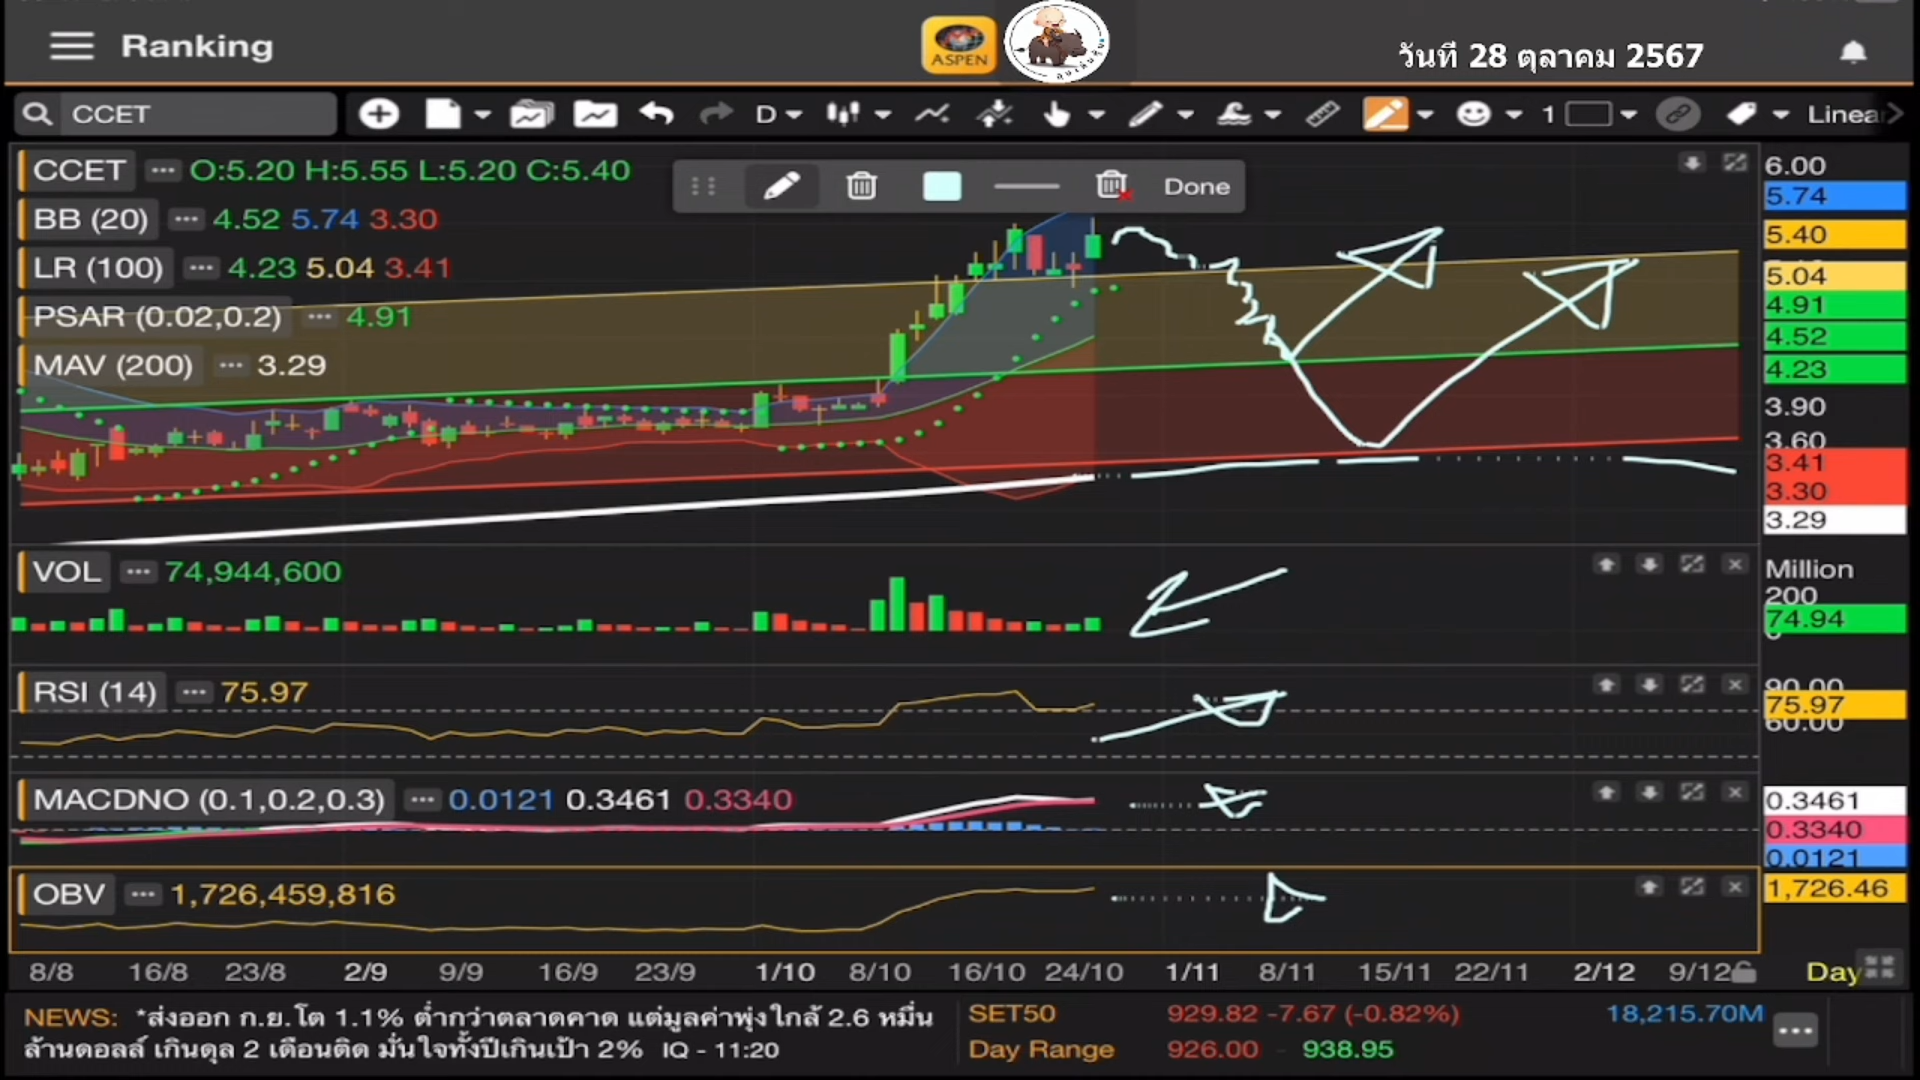 Ranking
ASPEN
วันที่ 28 ตุลาคม 2567
CCET
D
1
Linea
CCET O:5.20 H:5.55 L:5.20 C:5.40
Done
BB (20) 4.52 5.74 3.30
LR (100) 4.23 5.04 3.41
PSAR (0.02,0.2) 4.91
MAV (200) 3.29
6.00
5.74
5.40
5.04
4.91
4.52
4.23
3.90
3.60
3.41
3.30
3.29
VOL 74,944,600
Million
200
74.94
0
RSI (14) 75.97
90.00
75.97
60.00
MACDNO (0.1,0.2,0.3) 0.0121 0.3461 0.3340
0.3461
0.3340
0.0121
OBV 1,726,459,816
1,726.46
8/8 16/8 23/8 2/9 9/9 16/9 23/9 1/10 8/10 16/10 24/10 1/11 8/11 15/11 22/11 2/12 9/12 Day
NEWS: *ส่งออก ก.ย.โต 1.1% ต่ำกว่าตลาดคาด แต่มูลค่าพุ่งใกล้ 2.6 หมื่น
ล้านดอลล์ เกินดุล 2 เดือนติด มั่นใจทั้งปีเกินเป้า 2% IQ - 11:20
SET50 929.82 -7.67 (-0.82%) 18,215.70M
Day Range 926.00 - 938.95